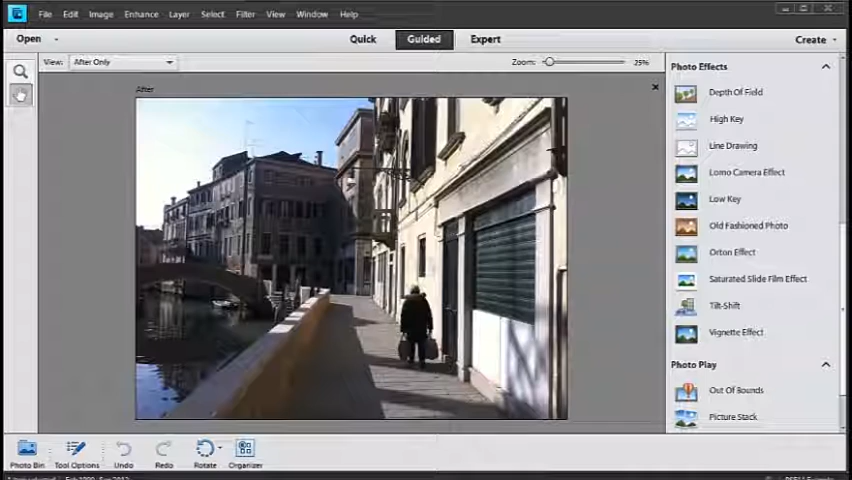 File Edit Image Enhance Layer Select Filter View Window Help
Open Quick Guided Expert Create
View: After Only Zoom: 25%
After
Photo Effects
Depth Of Field
High Key
Line Drawing
Lomo Camera Effect
Low Key
Old Fashioned Photo
Orton Effect
Saturated Slide Film Effect
Tilt-Shift
Vignette Effect
Photo Play
Out Of Bounds
Picture Stack
Photo Bin Tool Options Undo Redo Rotate Organizer